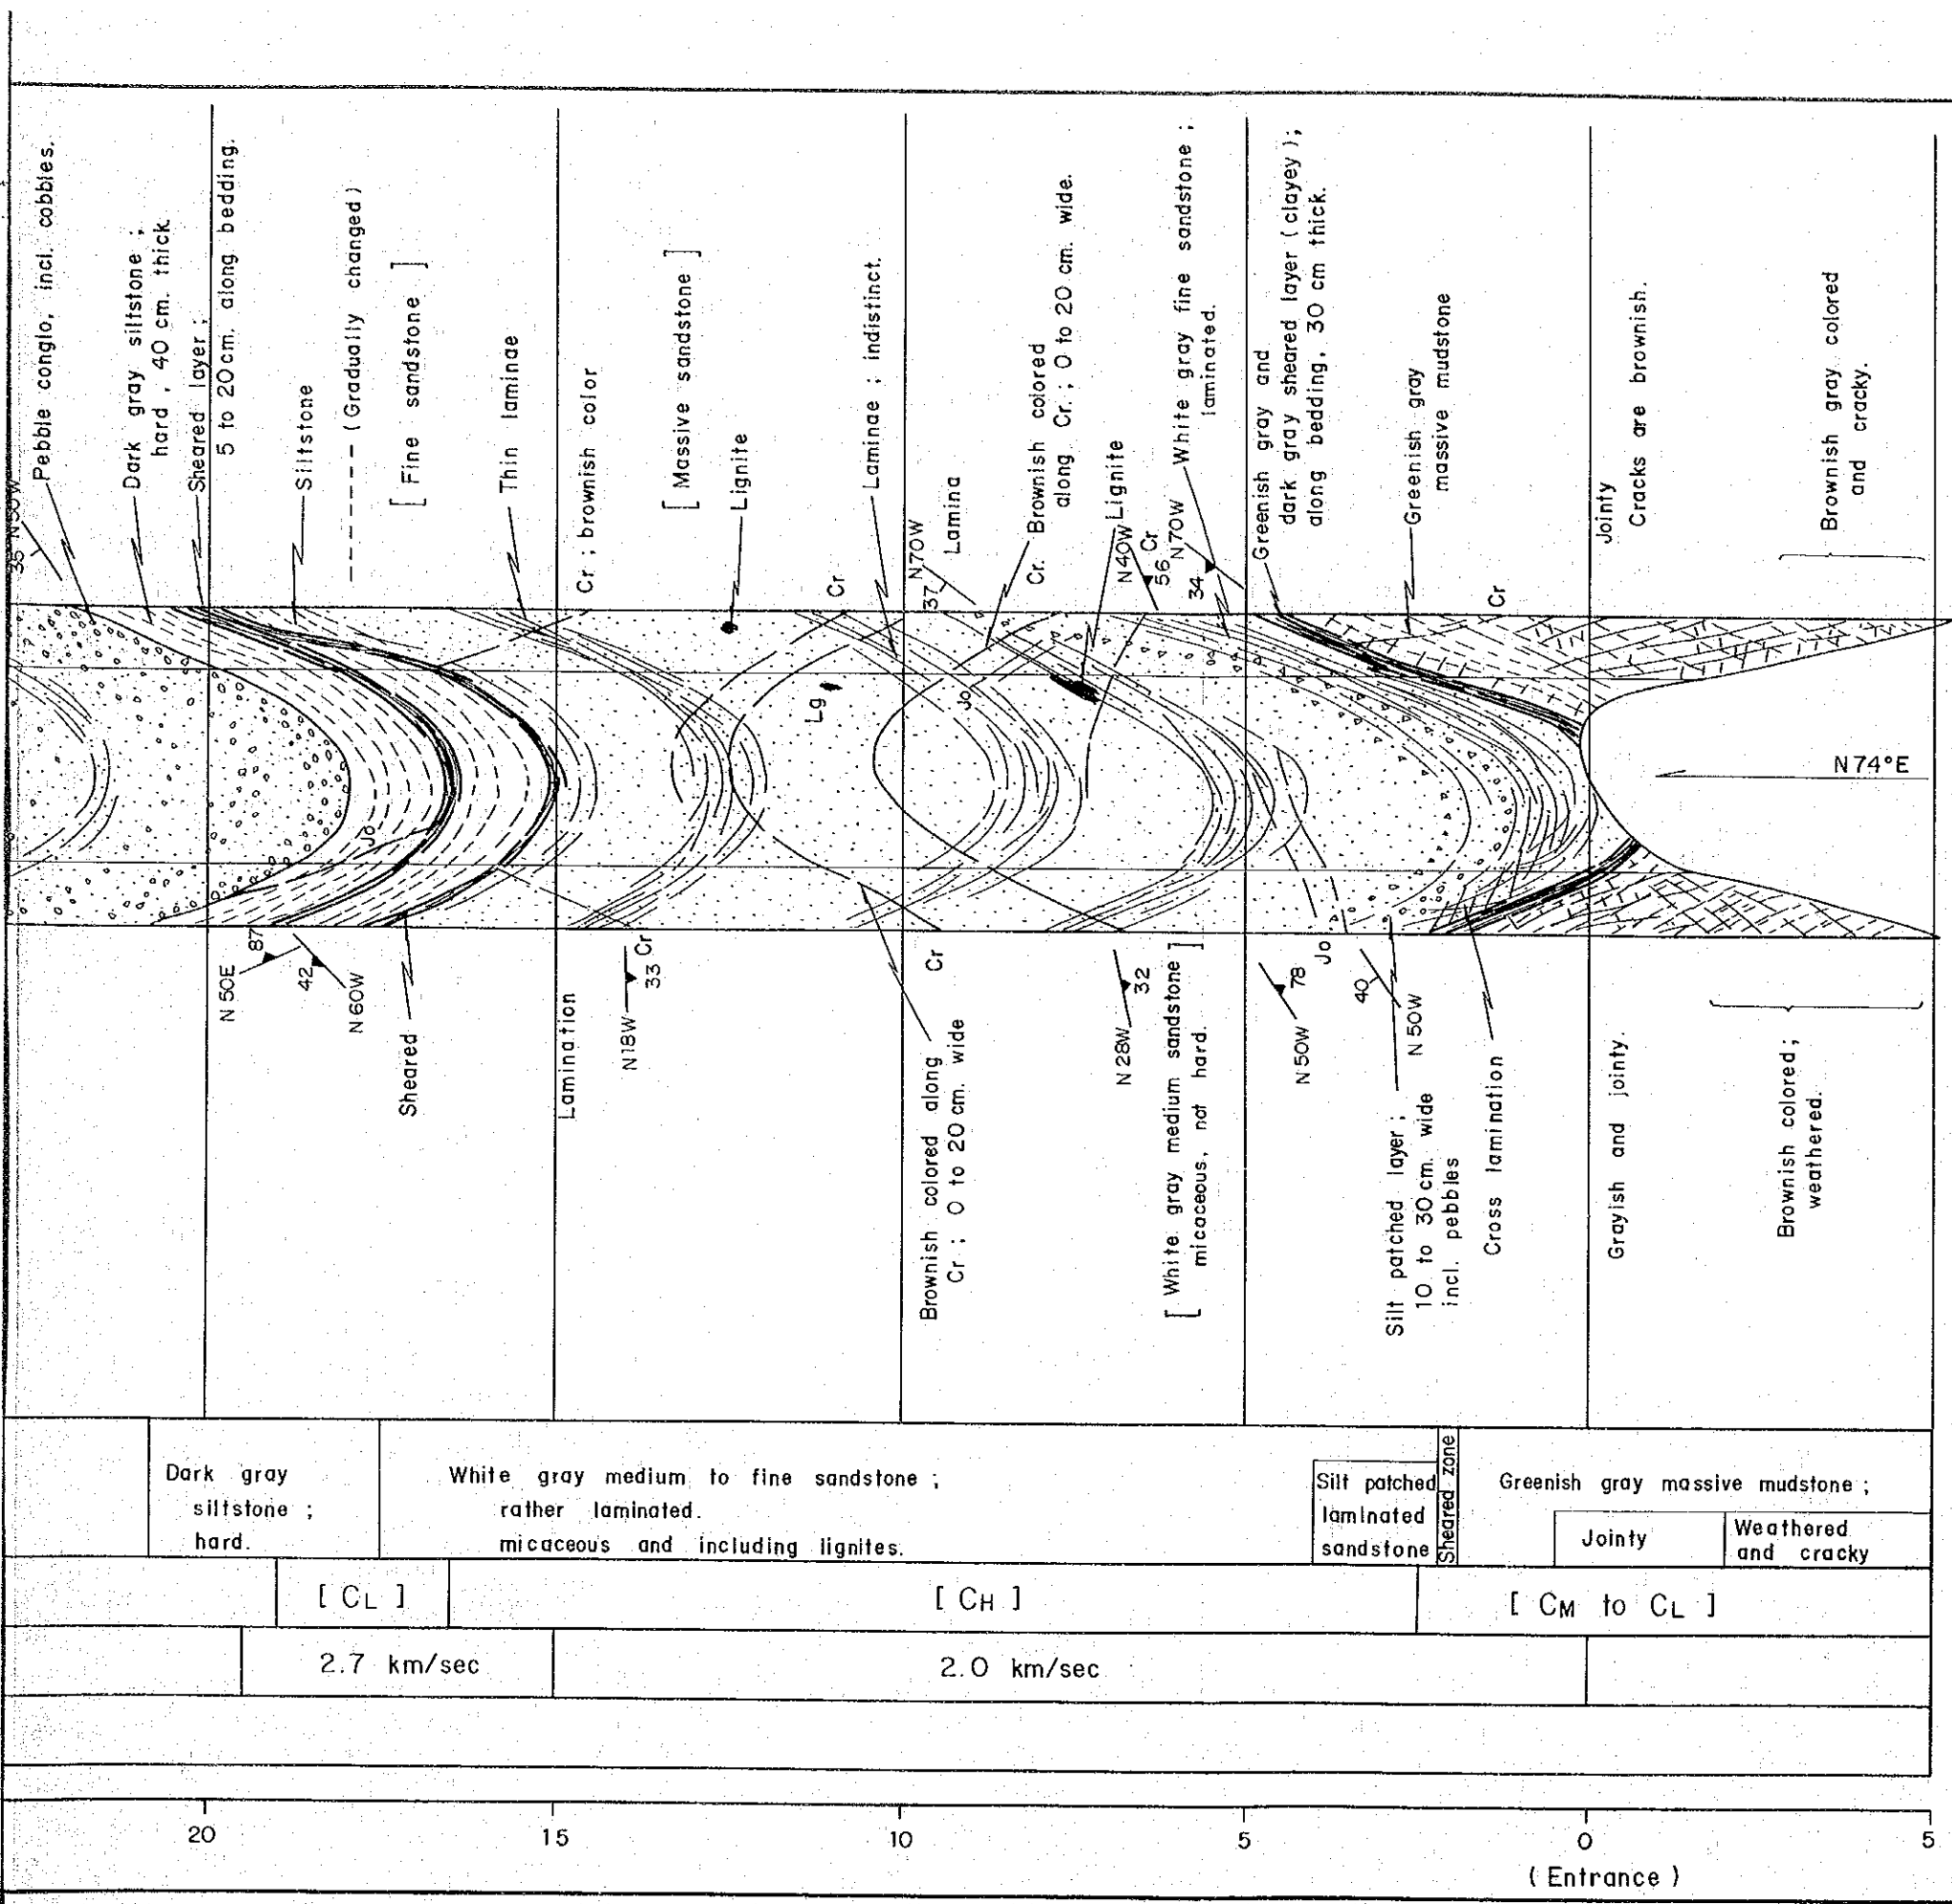 35 N50W
Pebble conglo, incl. cobbles.
Dark gray siltstone ;
hard , 40 cm. thick.
Sheared layer ;
5 to 20cm. along bedding.
Siltstone
(Gradually changed)
[ Fine sandstone ]
Thin laminae
Cr ; brownish color
[ Massive sandstone ]
Lignite
Cr
Laminae ; indistinct.
37 N70W
Lamina
Cr. Brownish colored
along Cr. ; 0 to 20 cm. wide.
Lignite
N40W
56 Cr
34 N70W
White gray fine sandstone ;
laminated.
Greenish gray and
dark gray sheared layer (clayey) ;
along bedding, 30 cm thick.
Greenish gray
massive mudstone
Cr
Jointy
Cracks are brownish.
Brownish gray colored
and cracky.
Lg
Jo
Jo
N74°E
N50E
87
42
N60W
Sheared
Lamination
N18W
Cr
33
Cr
Brownish colored along
Cr ; 0 to 20 cm. wide
N28W
32
[ White gray medium sandstone ]
micaceous, not hard.
N50W
78
Jo
40
N50W
Silt patched layer ;
10 to 30cm. wide
incl. pebbles
Cross lamination
Grayish and jointy.
Brownish colored ;
weathered.
Dark gray
siltstone ;
hard.
White gray medium to fine sandstone ;
rather laminated.
micaceous and including lignites.
Silt patched
laminated
sandstone
Sheared zone
Greenish gray massive mudstone ;
Jointy
Weathered
and cracky
[ CL ]
[ CH ]
[ CM to CL ]
2.7 km/sec
2.0 km/sec
20 15 10 5 0 5
( Entrance )